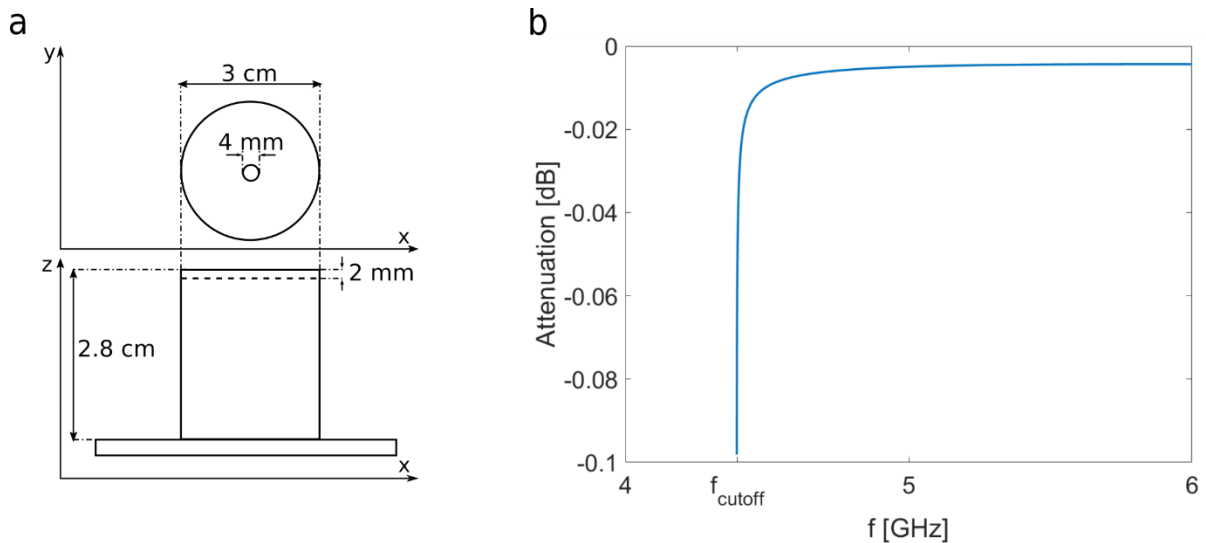 a
y
3 cm
4 mm
x
z
2 mm
2.8 cm
x
b
0
-0.02
-0.04
-0.06
-0.08
-0.1
Attenuation [dB]
4
f_cutoff
5
6
f [GHz]